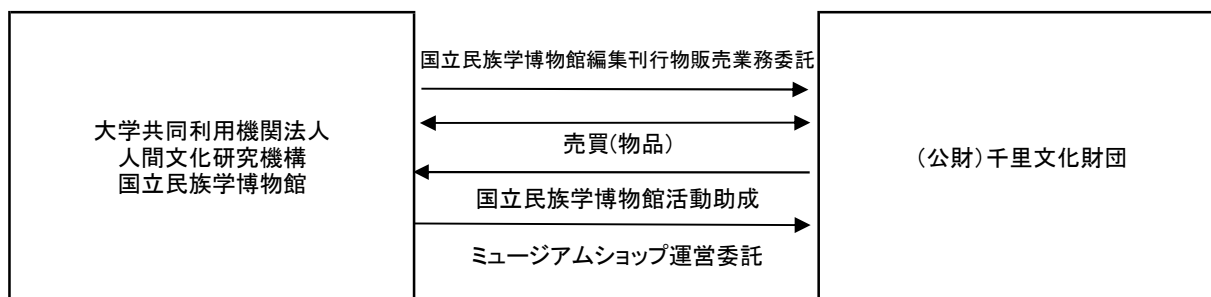 大学共同利用機関法人
人間文化研究機構
国立民族学博物館
国立民族学博物館編集刊行物販売業務委託
売買(物品)
国立民族学博物館活動助成
ミュージアムショップ運営委託
(公財)千里文化財団